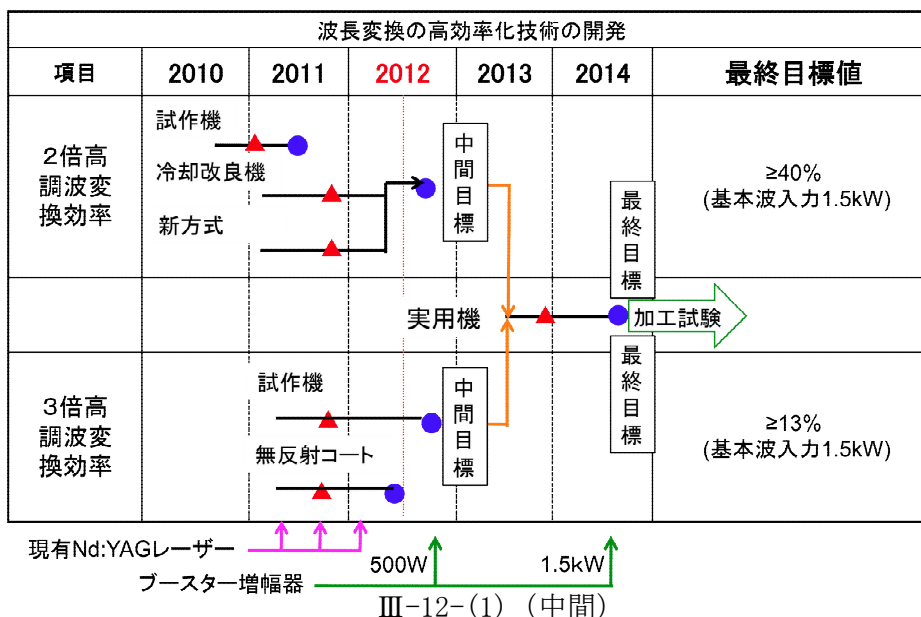 波長変換の高効率化技術の開発
項目 2010 2011 2012 2013 2014 最終目標値
2倍高
調波変
換効率
試作機
冷却改良機
新方式
中間目標
最終目標
≥40%
(基本波入力1.5kW)
実用機
加工試験
3倍高
調波変
換効率
試作機
無反射コート
中間目標
最終目標
≥13%
(基本波入力1.5kW)
現有Nd:YAGレーザー
ブースター増幅器
500W
1.5kW
Ⅲ-12-(1) (中間)